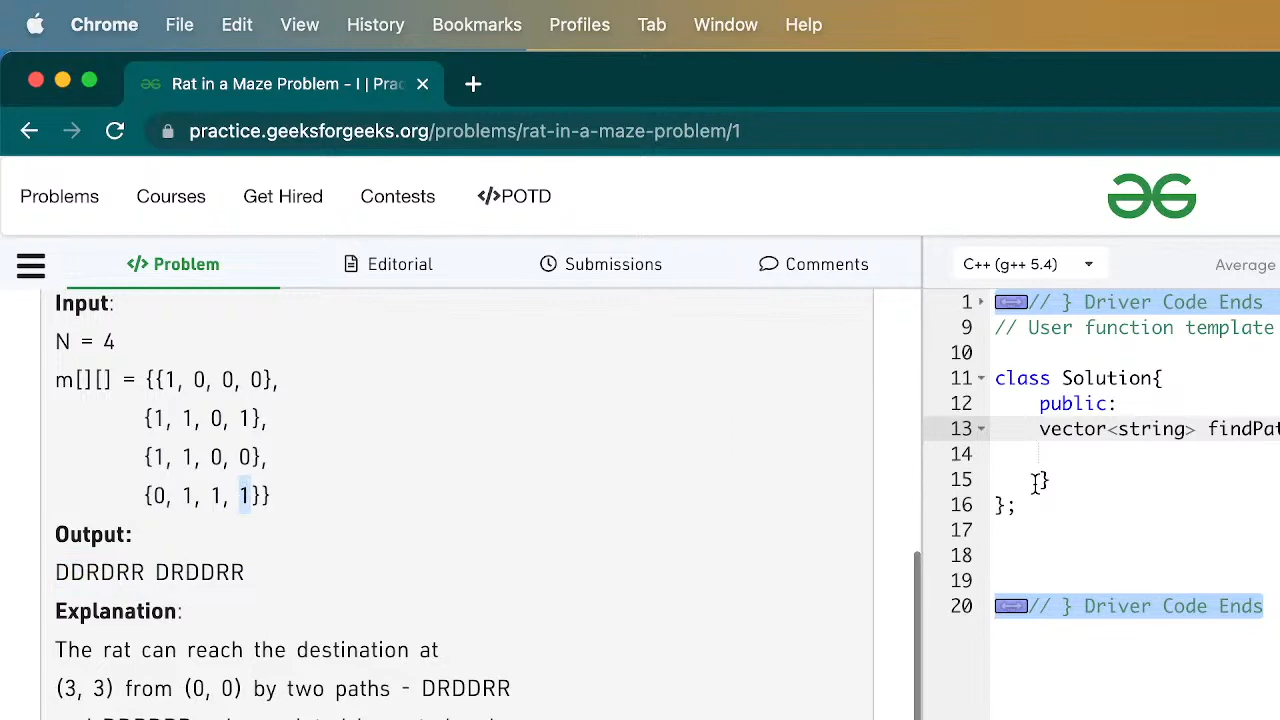 Chrome File Edit View History Bookmarks Profiles Tab Window Help
Rat in a Maze Problem - I | Prac
practice.geeksforgeeks.org/problems/rat-in-a-maze-problem/1
Problems Courses Get Hired Contests </>POTD
</> Problem Editorial Submissions Comments
C++ (g++ 5.4) Average
Input:
N = 4
m[][] = {{1, 0, 0, 0},
{1, 1, 0, 1},
{1, 1, 0, 0},
{0, 1, 1, 1}}
Output:
DDRDRR DRDDRR
Explanation:
The rat can reach the destination at
(3, 3) from (0, 0) by two paths - DRDDRR
1 // } Driver Code Ends
9 // User function template
10
11 class Solution{
12 public:
13 vector<string> findPat
14
15 }
16 };
17
18
19
20 // } Driver Code Ends